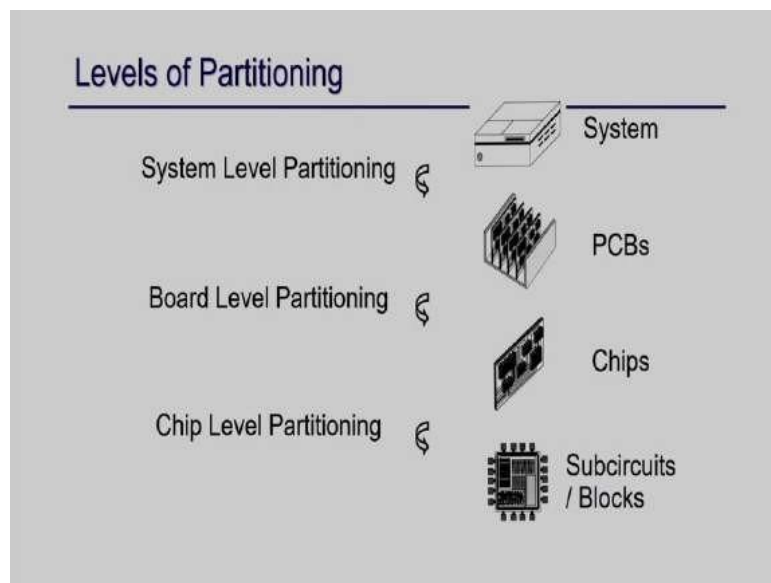 Levels of Partitioning
System
System Level Partitioning
PCBs
Board Level Partitioning
Chips
Chip Level Partitioning
Subcircuits
/ Blocks